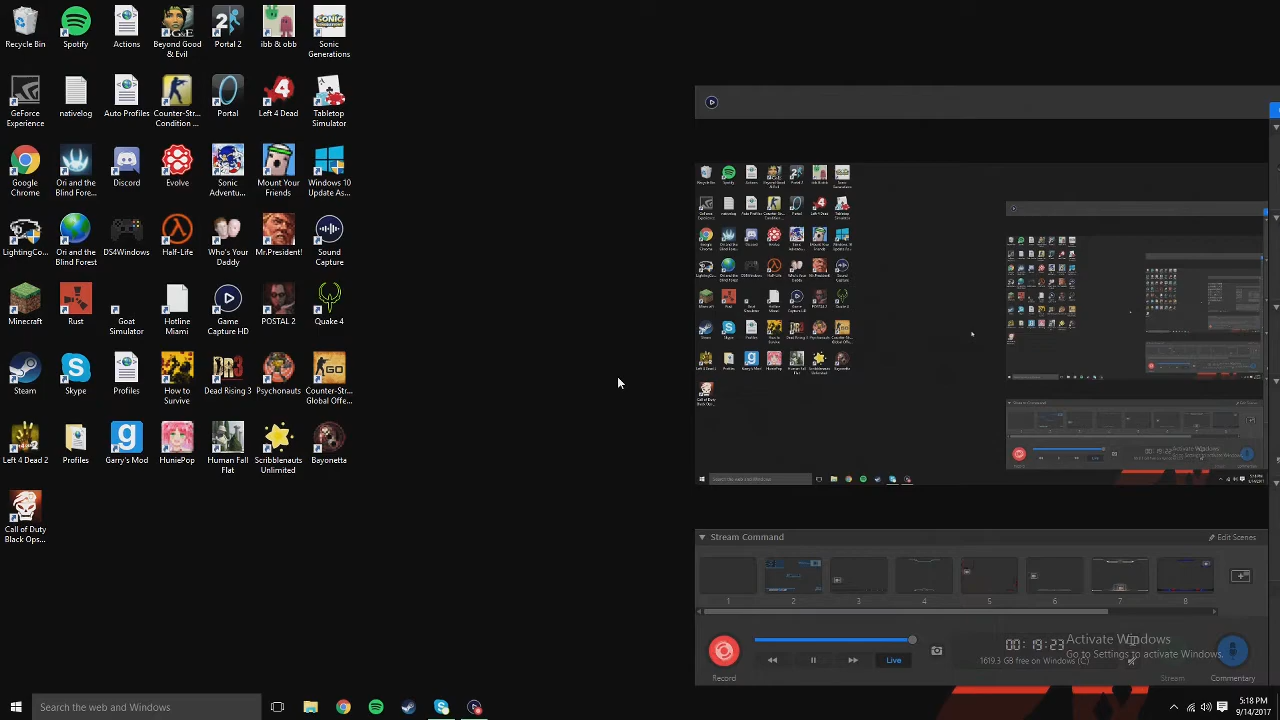 Recycle Bin
Spotify
Actions
Beyond Good
& Evil
Portal 2
ibb & obb
Sonic
Generations
GeForce
Experience
nativelog
Auto Profiles
Counter-Str...
Condition ...
Portal
Left 4 Dead
Tabletop
Simulator
Google
Chrome
Ori and the
Blind Fore...
Discord
Evolve
Sonic
Adventu...
Mount Your
Friends
Windows 10
Update As...
LightingCo...
Ori and the
Blind Forest
DS4Windows
Half-Life
Who's Your
Daddy
Mr.President!
Sound
Capture
Minecraft
Rust
Goat
Simulator
Hotline
Miami
Game
Capture HD
POSTAL 2
Quake 4
Steam
Skype
Profiles
How to
Survive
Dead Rising 3
Psychonauts
Counter-Str...
Global Offe...
Left 4 Dead 2
Profiles
Garry's Mod
HuniePop
Human Fall
Flat
Scribblenauts
Unlimited
Bayonetta
Call of Duty
Black Ops...
Stream Command
Edit Scenes
1 2 3 4 5 6 7 8
00:19:23
1619.3 GB free on Windows (C)
Live
Record
Stream
Commentary
Activate Windows
Go to Settings to activate Windows.
Search the web and Windows
5:18 PM
9/14/2017